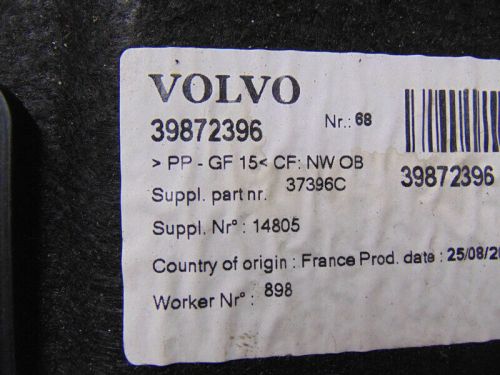 VOLVO
39872396 Nr.: 68
> PP - GF 15< CF: NW OB
39872396
Suppl. part nr. 37396C
Suppl. Nr° : 14805
Country of origin : France Prod. date : 25/08/20
Worker Nr° : 898